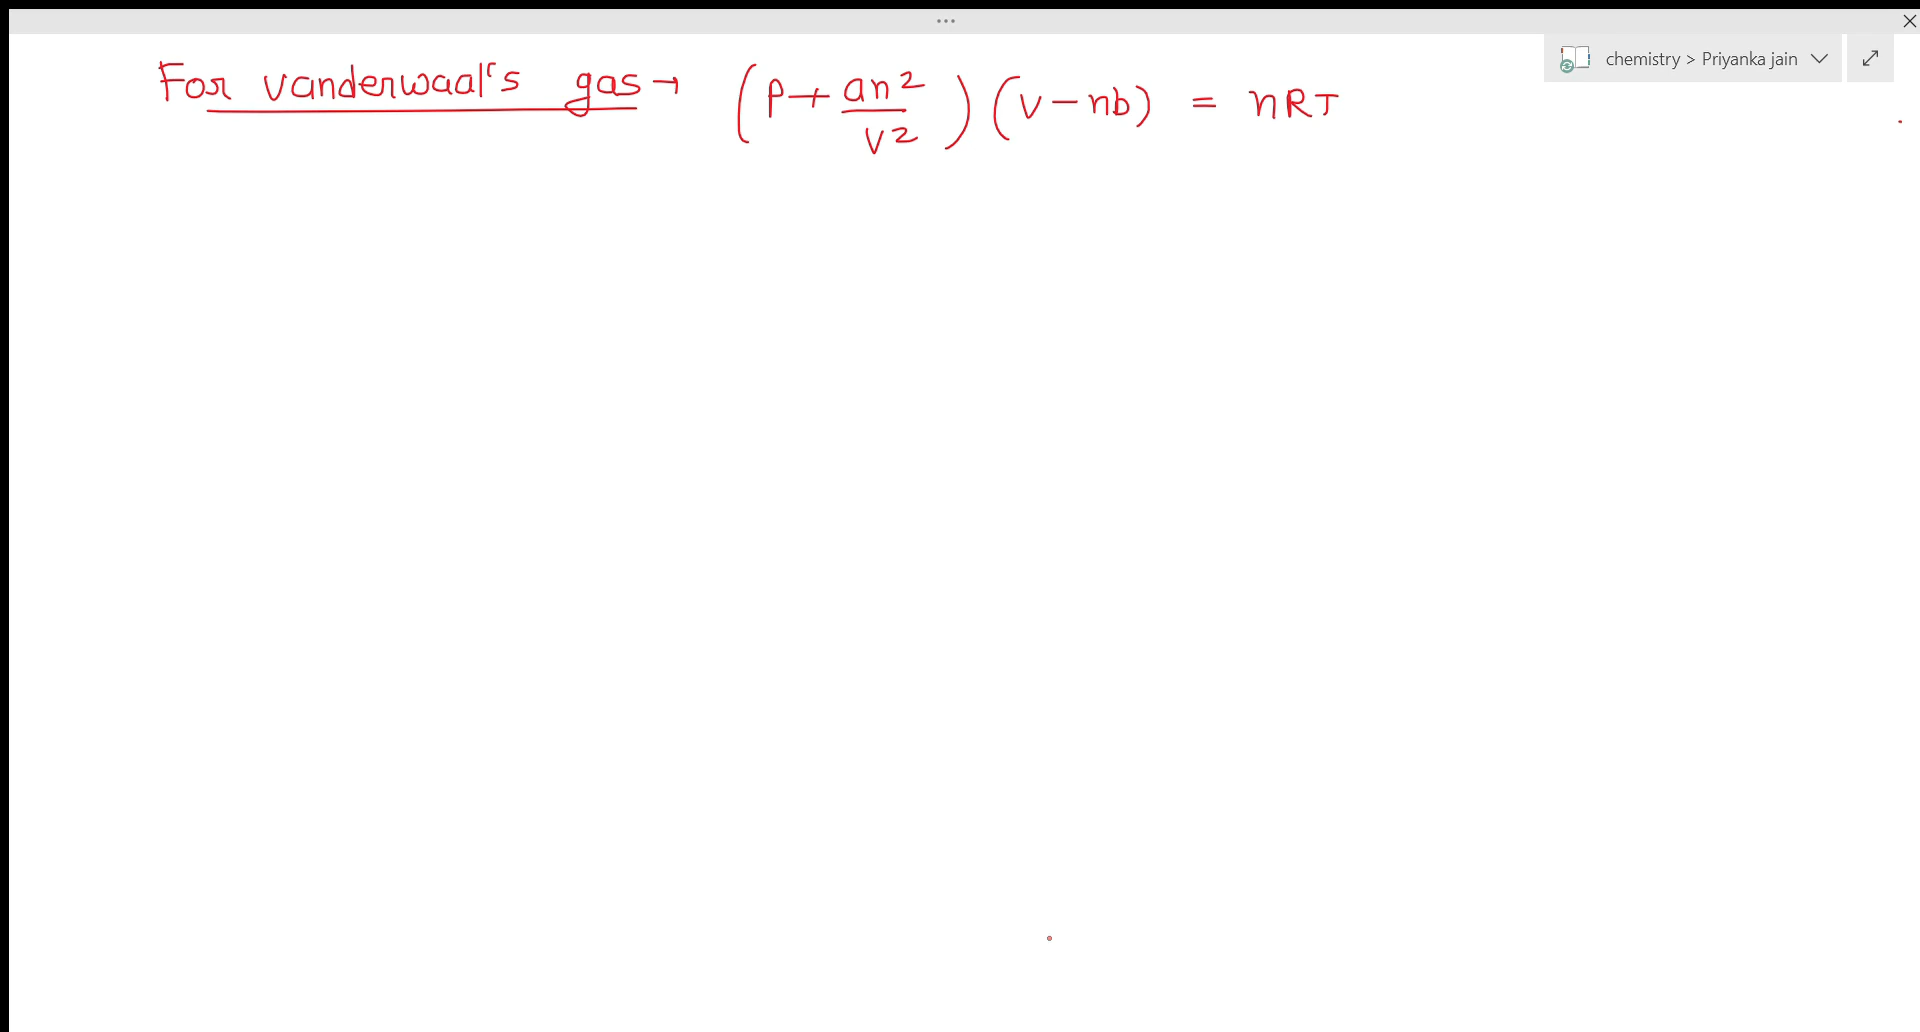 For vanderwaal's gas → (P + an²/v²) (v - nb) = nRT
chemistry > Priyanka jain